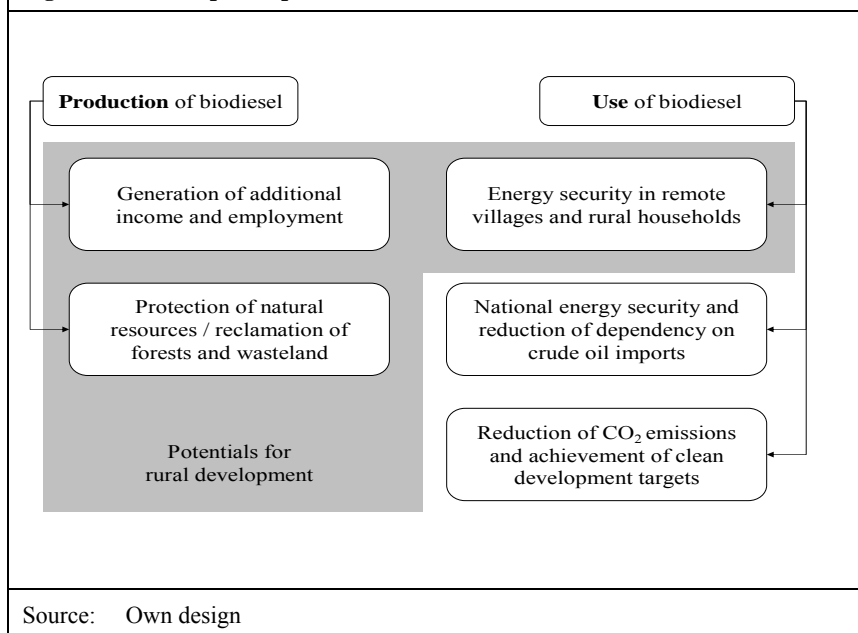 Production of biodiesel
Use of biodiesel
Generation of additional
income and employment
Energy security in remote
villages and rural households
Protection of natural
resources / reclamation of
forests and wasteland
National energy security and
reduction of dependency on
crude oil imports
Potentials for
rural development
Reduction of CO₂ emissions
and achievement of clean
development targets
Source: Own design